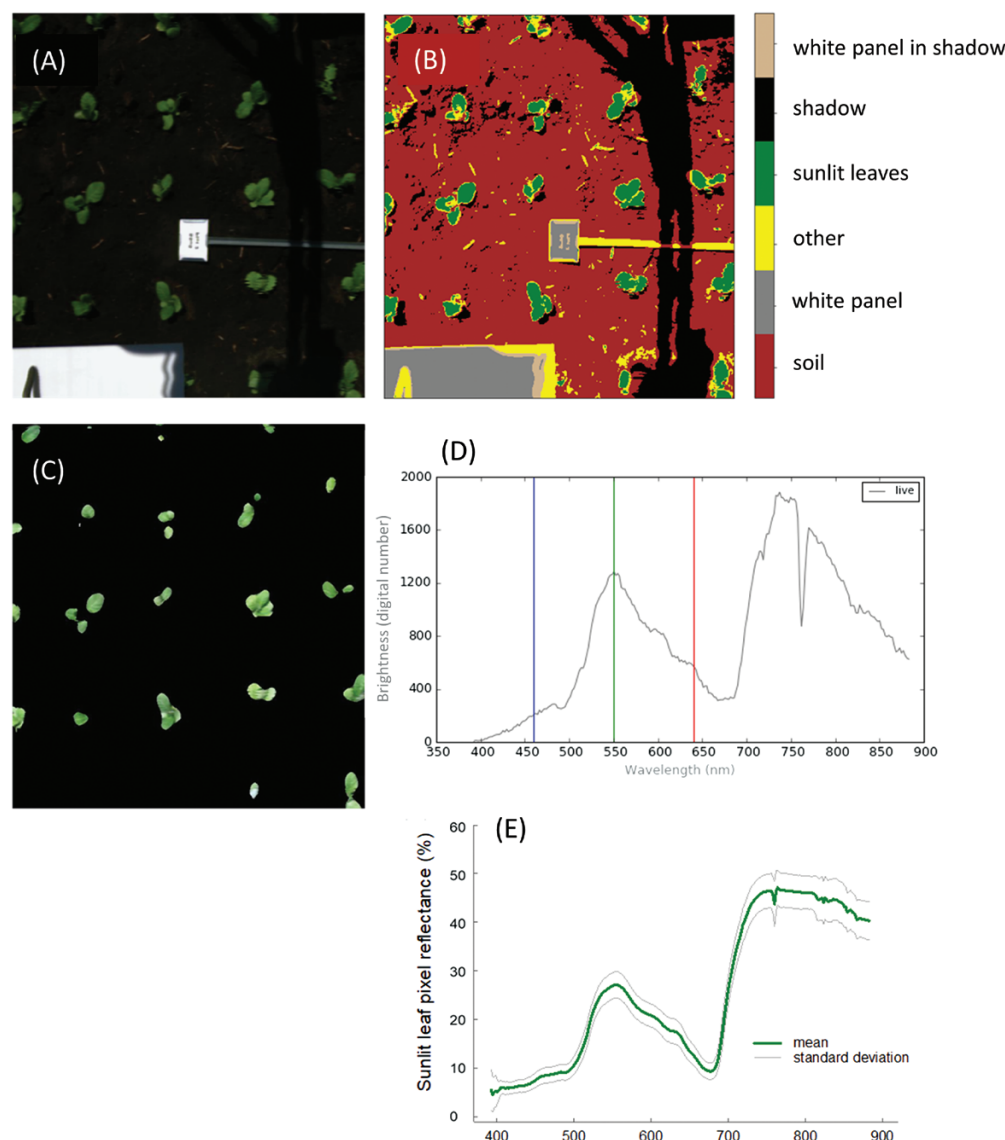 (A)
(B)
white panel in shadow
shadow
sunlit leaves
other
white panel
soil
(C)
(D)
2000
1600
1200
800
400
0
350 400 450 500 550 600 650 700 750 800 850 900
Brightness (digital number)
Wavelength (nm)
live
(E)
60
50
40
30
20
10
0
400 500 600 700 800 900
Sunlit leaf pixel reflectance (%)
mean
standard deviation